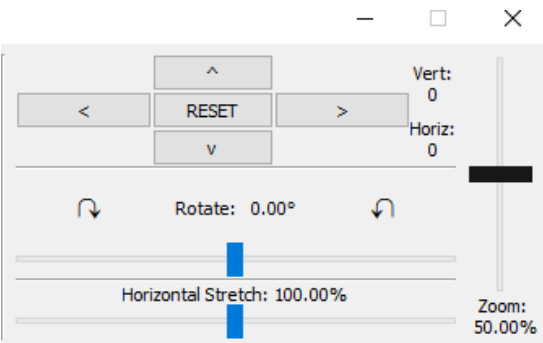 ^
Vert:
0
< RESET >
Horiz:
0
v
Rotate: 0.00°
Horizontal Stretch: 100.00%
Zoom:
50.00%